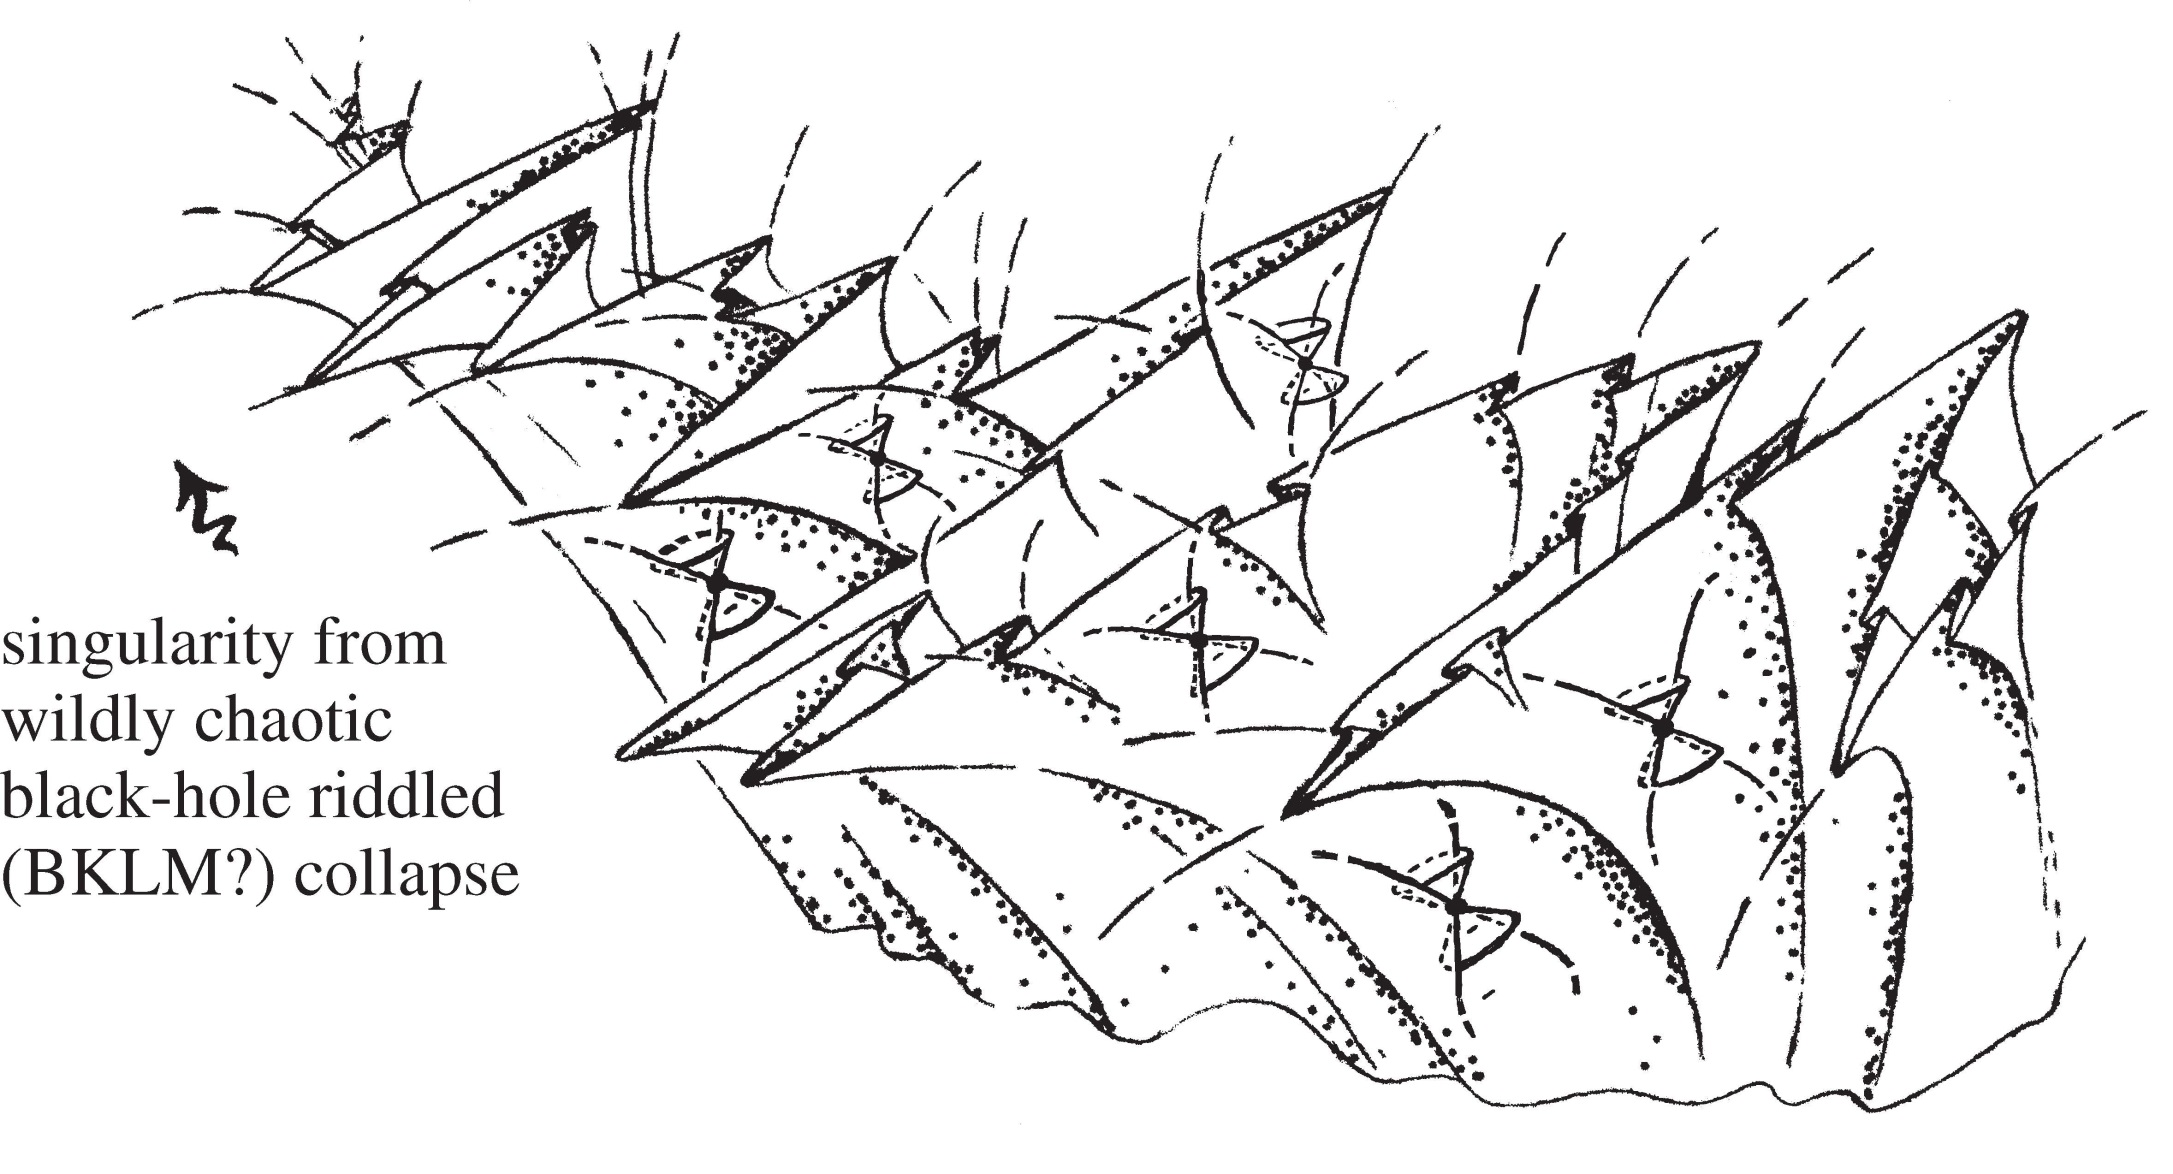 singularity from
wildly chaotic
black-hole riddled
(BKLM?) collapse